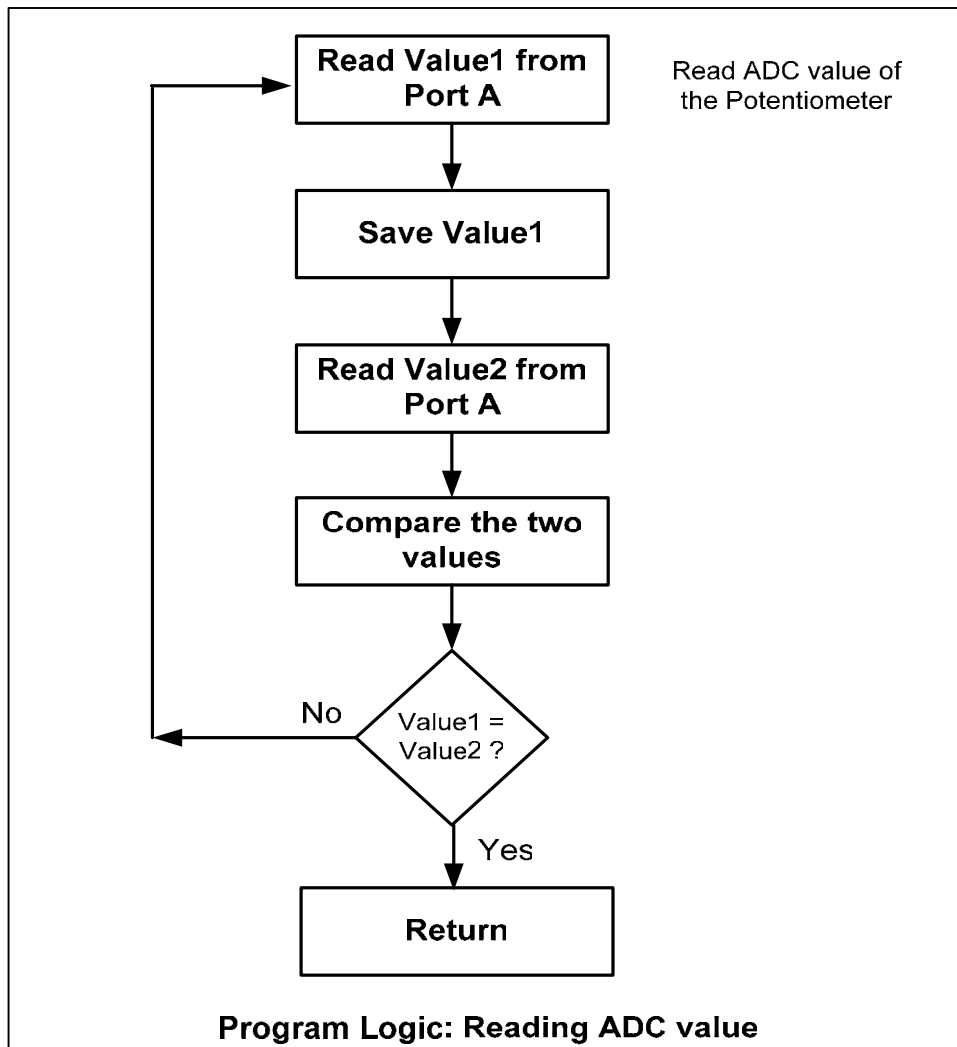 Read Value1 from
Port A
Read ADC value of
the Potentiometer
Save Value1
Read Value2 from
Port A
Compare the two
values
No
Value1 =
Value2 ?
Yes
Return
Program Logic: Reading ADC value